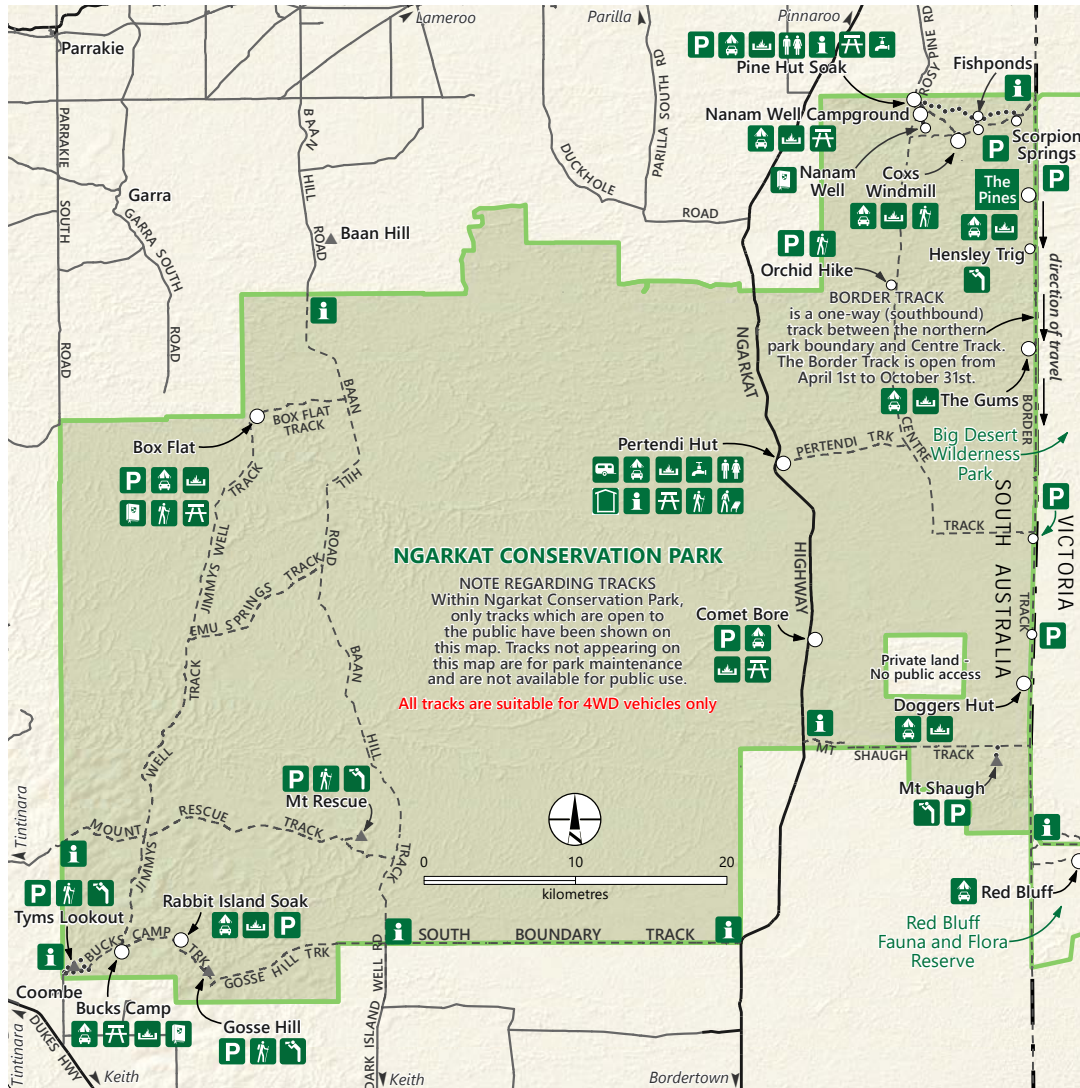 Lameroo
Parilla
Pinnaroo
Parrakie
Pine Hut Soak
ROSY PINE RD
Fishponds
PARRAKIE
SOUTH
ROAD
BAAN
HILL
ROAD
PARILLA SOUTH RD
Nanam Well Campground
Scorpion
Springs
DUCKHOLE
ROAD
Nanam
Well
Coxs
Windmill
The
Pines
Garra
GARRA SOUTH
ROAD
Baan Hill
Orchid Hike
Hensley Trig
direction of travel
BORDER TRACK
is a one-way (southbound)
track between the northern
park boundary and Centre Track.
The Border Track is open from
April 1st to October 31st.
NGARKAT
The Gums
BORDER
BAAN
BOX FLAT
TRACK
Box Flat
Pertendi Hut
PERTENDI TRK
CENTRE
Big Desert
Wilderness
Park
TRACK
HILL
JIMMYS WELL
ROAD
SOUTH AUSTRALIA
VICTORIA
TRACK
NGARKAT CONSERVATION PARK
HIGHWAY
EMU SPRINGS TRACK
NOTE REGARDING TRACKS
Within Ngarkat Conservation Park,
only tracks which are open to
the public have been shown on
this map. Tracks not appearing on
this map are for park maintenance
and are not available for public use.
All tracks are suitable for 4WD vehicles only
Comet Bore
TRACK
TRACK
BAAN
Private land -
No public access
Doggers Hut
HILL
WELL
MT SHAUGH TRACK
Mt Shaugh
Mt Rescue
Tintinara
MOUNT RESCUE TRACK
TRACK
JIMMYS
0 10 20
kilometres
Red Bluff
Tyms Lookout
Rabbit Island Soak
Red Bluff
Fauna and Flora
Reserve
BUCKS CAMP TRK
SOUTH BOUNDARY TRACK
GOSSE HILL TRK
DARK ISLAND WELL RD
Coombe
Bucks Camp
Gosse Hill
Tintinara
DUKES HWY
Keith
Keith
Bordertown